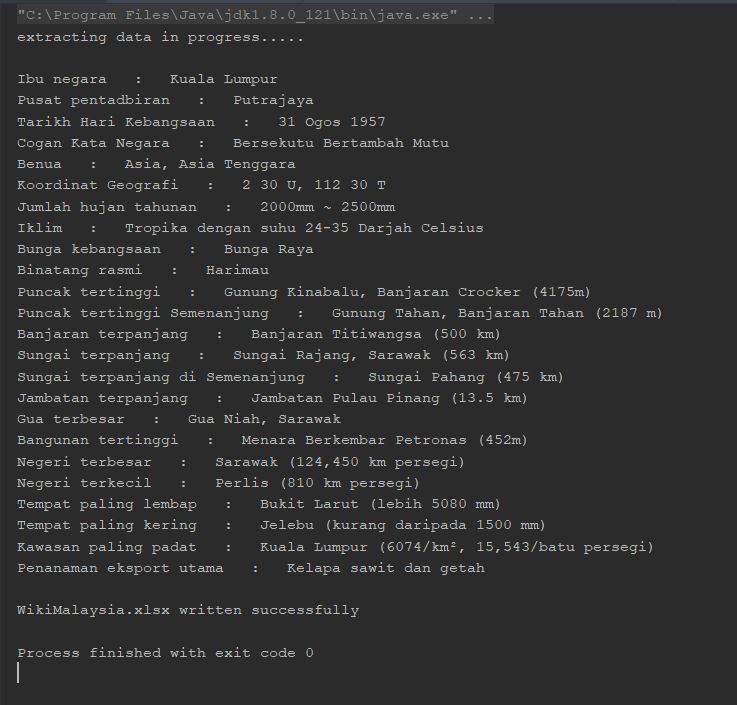 "C:\Program Files\Java\jdk1.8.0_121\bin\java.exe" ...
extracting data in progress.....
Ibu negara   :   Kuala Lumpur
Pusat pentadbiran   :   Putrajaya
Tarikh Hari Kebangsaan   :   31 Ogos 1957
Cogan Kata Negara   :   Bersekutu Bertambah Mutu
Benua   :   Asia, Asia Tenggara
Koordinat Geografi   :   2 30 U, 112 30 T
Jumlah hujan tahunan   :   2000mm ~ 2500mm
Iklim   :   Tropika dengan suhu 24-35 Darjah Celsius
Bunga kebangsaan   :   Bunga Raya
Binatang rasmi   :   Harimau
Puncak tertinggi   :   Gunung Kinabalu, Banjaran Crocker (4175m)
Puncak tertinggi Semenanjung   :   Gunung Tahan, Banjaran Tahan (2187 m)
Banjaran terpanjang   :   Banjaran Titiwangsa (500 km)
Sungai terpanjang   :   Sungai Rajang, Sarawak (563 km)
Sungai terpanjang di Semenanjung   :   Sungai Pahang (475 km)
Jambatan terpanjang   :   Jambatan Pulau Pinang (13.5 km)
Gua terbesar   :   Gua Niah, Sarawak
Bangunan tertinggi   :   Menara Berkembar Petronas (452m)
Negeri terbesar   :   Sarawak (124,450 km persegi)
Negeri terkecil   :   Perlis (810 km persegi)
Tempat paling lembap   :   Bukit Larut (lebih 5080 mm)
Tempat paling kering   :   Jelebu (kurang daripada 1500 mm)
Kawasan paling padat   :   Kuala Lumpur (6074/km², 15,543/batu persegi)
Penanaman eksport utama   :   Kelapa sawit dan getah
WikiMalaysia.xlsx written successfully
Process finished with exit code 0